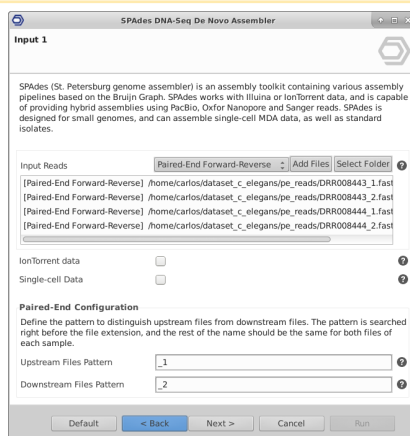 SPAdes DNA-Seq De Novo Assembler
Input 1
SPAdes (St. Petersburg genome assembler) is an assembly toolkit containing various assembly
pipelines based on the Bruijn Graph. SPAdes works with Illuina or IonTorrent data, and is capable
of providing hybrid assemblies using PacBio, Oxfor Nanopore and Sanger reads. SPAdes is
designed for small genomes, and can assemble single-cell MDA data, as well as standard
isolates.
Input Reads Paired-End Forward-Reverse Add Files Select Folder ?
[Paired-End Forward-Reverse] /home/carlos/dataset_c_elegans/pe_reads/DRR008443_1.fast
[Paired-End Forward-Reverse] /home/carlos/dataset_c_elegans/pe_reads/DRR008443_2.fast
[Paired-End Forward-Reverse] /home/carlos/dataset_c_elegans/pe_reads/DRR008444_1.fast
[Paired-End Forward-Reverse] /home/carlos/dataset_c_elegans/pe_reads/DRR008444_2.fast
IonTorrent data ?
Single-cell Data ?
Paired-End Configuration
Define the pattern to distinguish upstream files from downstream files. The pattern is searched
right before the file extension, and the rest of the name should be the same for both files of
each sample.
Upstream Files Pattern _1 ?
Downstream Files Pattern _2 ?
Default < Back Next > Cancel Run